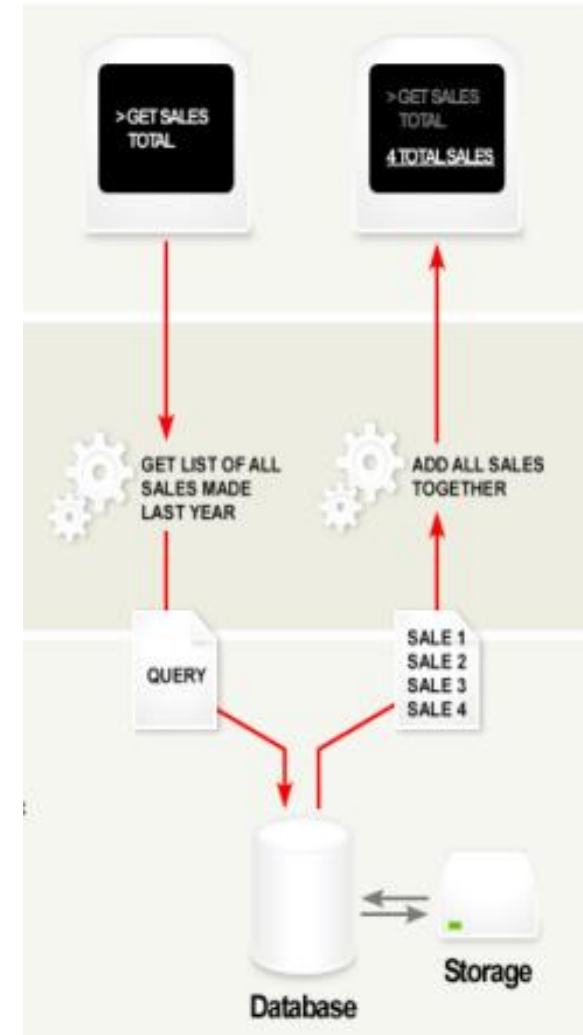 >GET SALES
TOTAL
>GET SALES
TOTAL
4 TOTAL SALES
GET LIST OF ALL
SALES MADE
LAST YEAR
ADD ALL SALES
TOGETHER
QUERY
SALE 1
SALE 2
SALE 3
SALE 4
Storage
Database